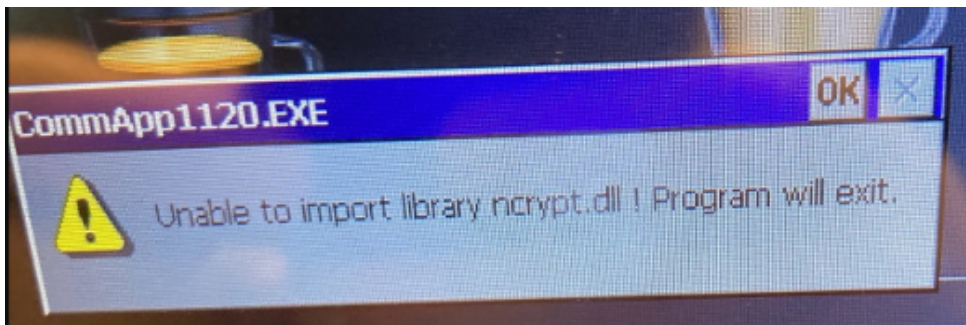 CommApp1120.EXE
OK
Unable to import library ncrypt.dll ! Program will exit.